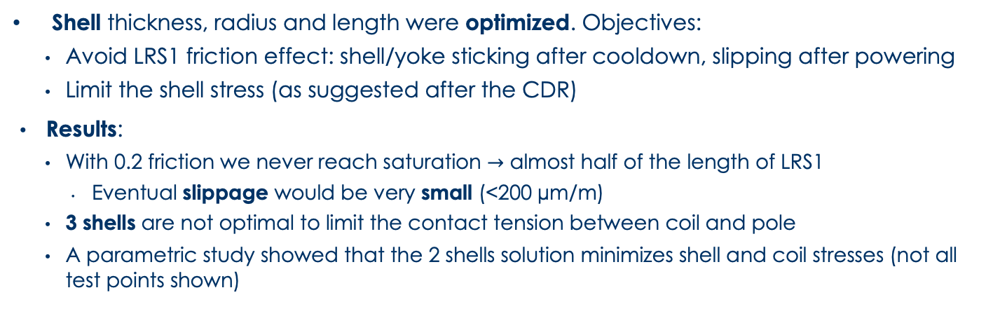 • Shell thickness, radius and length were optimized. Objectives:
• Avoid LRS1 friction effect: shell/yoke sticking after cooldown, slipping after powering
• Limit the shell stress (as suggested after the CDR)
• Results:
• With 0.2 friction we never reach saturation → almost half of the length of LRS1
• Eventual slippage would be very small (<200 µm/m)
• 3 shells are not optimal to limit the contact tension between coil and pole
• A parametric study showed that the 2 shells solution minimizes shell and coil stresses (not all
test points shown)